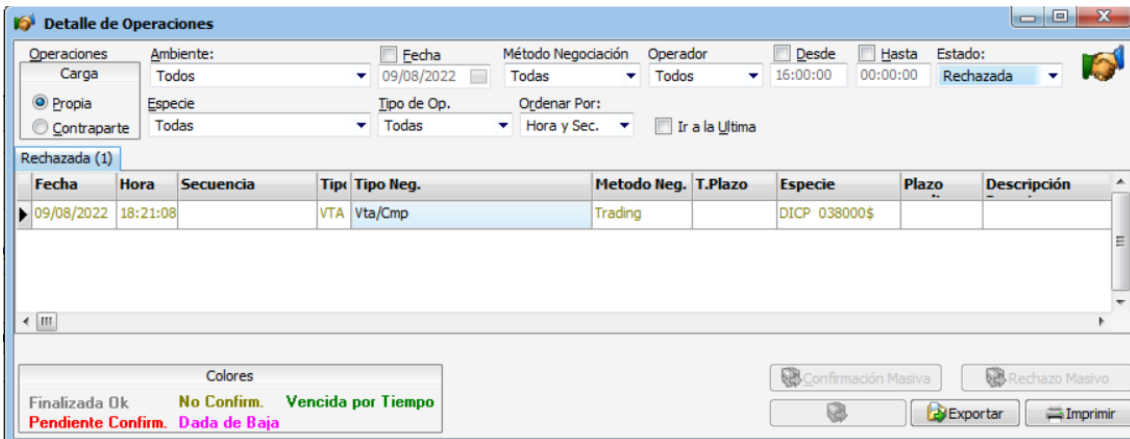 Detalle de Operaciones
Operaciones Ambiente: Fecha Método Negociación Operador Desde Hasta Estado:
Carga Todos 09/08/2022 Todas Todos 16:00:00 00:00:00 Rechazada
Propia Especie Tipo de Op. Ordenar Por:
Contraparte Todas Todas Hora y Sec. Ir a la Ultima
Rechazada (1)
Fecha Hora Secuencia Tipo Neg. Metodo Neg. T.Plazo Especie Plazo Descripción
09/08/2022 18:21:08 VTA Vta/Cmp Trading DICP 038000$
Colores
Finalizada Ok No Confirm. Vencida por Tiempo
Pendiente Confirm. Dada de Baja
Confirmación Masiva Rechazo Masivo
Exportar Imprimir